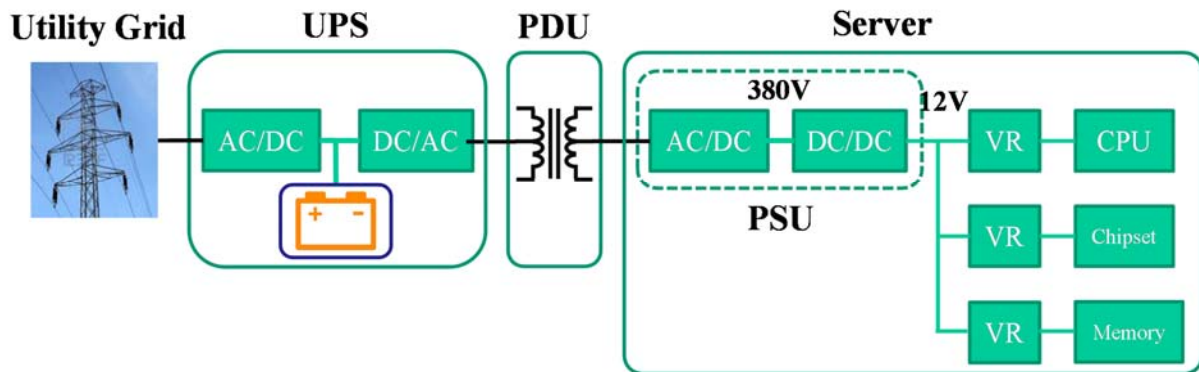 Utility Grid
UPS
PDU
Server
AC/DC
DC/AC
+ -
380V
AC/DC
DC/DC
PSU
12V
VR
CPU
VR
Chipset
VR
Memory